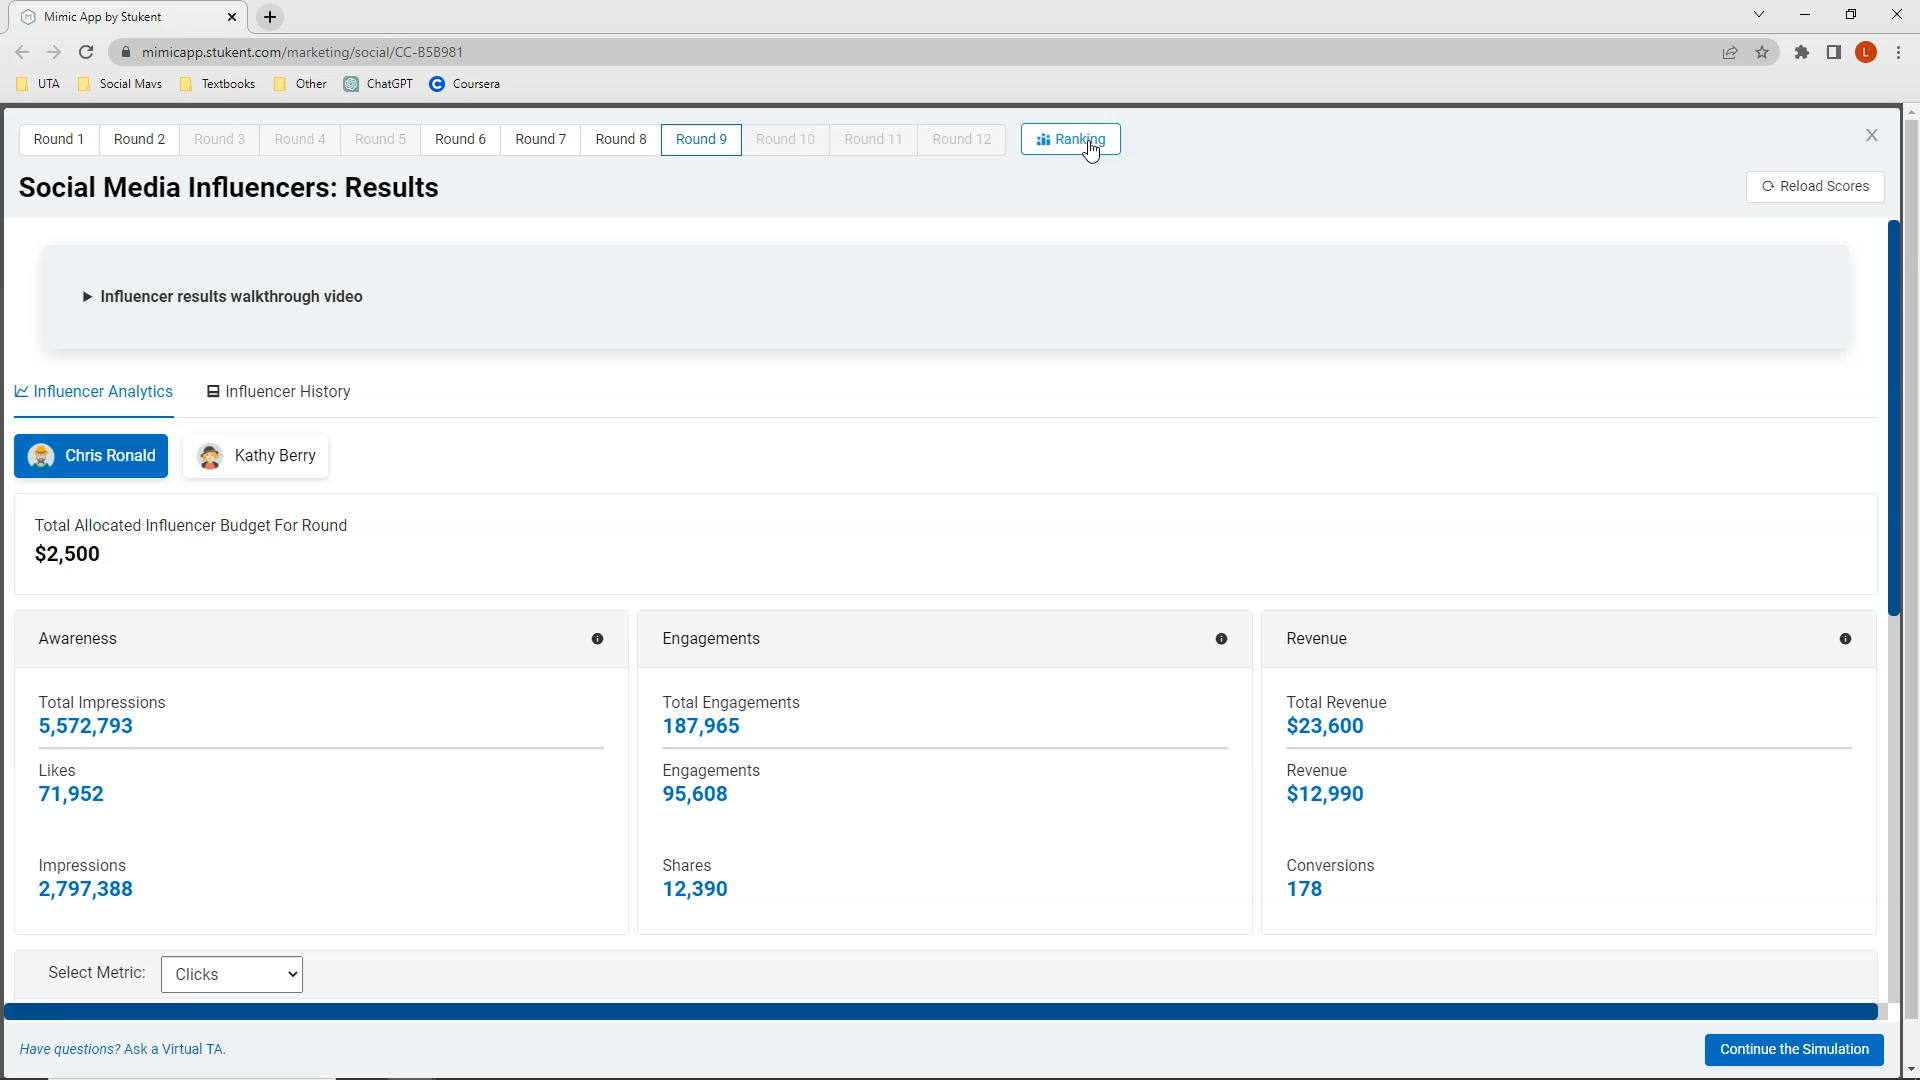 Mimic App by Stukent
mimicapp.stukent.com/marketing/social/CC-B5B981
L
UTA Social Mavs Textbooks Other ChatGPT Coursera
Round 1 Round 2 Round 3 Round 4 Round 5 Round 6 Round 7 Round 8 Round 9 Round 10 Round 11 Round 12 Ranking
Social Media Influencers: Results
Reload Scores
Influencer results walkthrough video
Influencer Analytics Influencer History
Chris Ronald Kathy Berry
Total Allocated Influencer Budget For Round
$2,500
Awareness Engagements Revenue
Total Impressions Total Engagements Total Revenue
5,572,793 187,965 $23,600
Likes Engagements Revenue
71,952 95,608 $12,990
Impressions Shares Conversions
2,797,388 12,390 178
Select Metric: Clicks
Have questions? Ask a Virtual TA.
Continue the Simulation